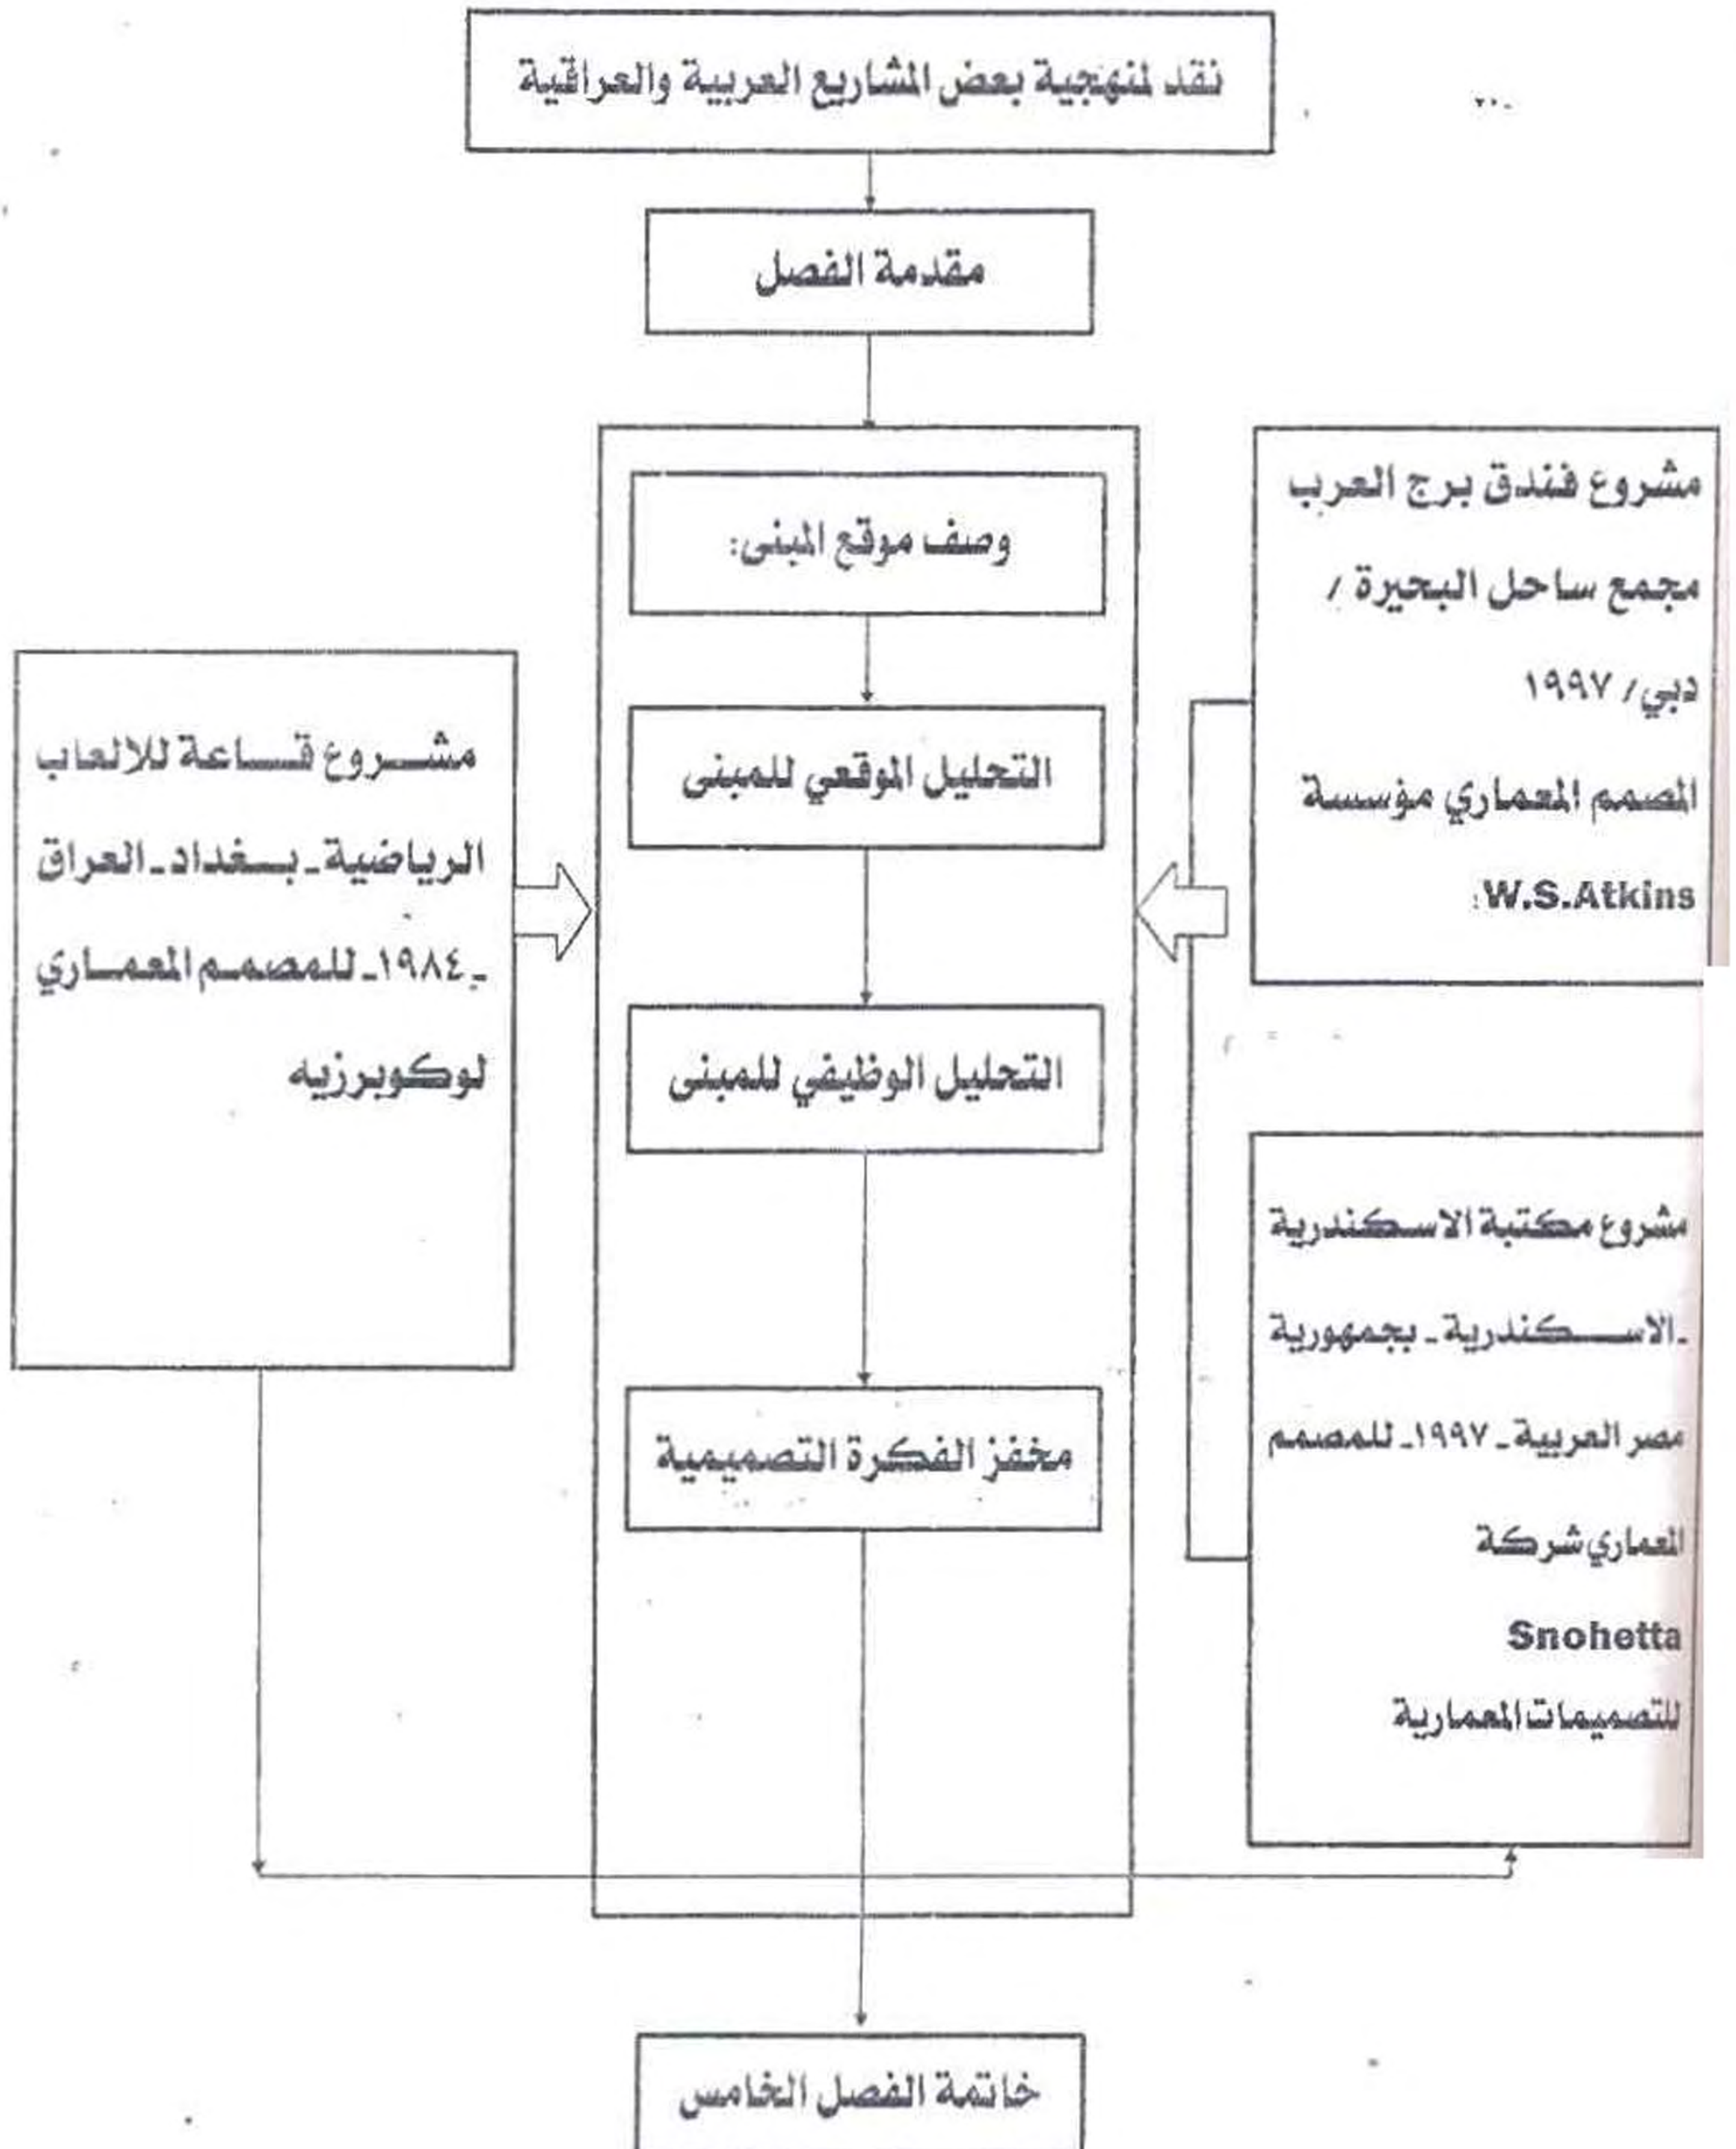 نقد لمنهجية بعض المشاريع العربية والعراقية
مقدمة الفصل
وصف موقع المبنى:
التحليل الموقعي للمبنى
التحليل الوظيفي للمبنى
مخفز الفكرة التصميمية
مشروع فندق برج العرب
مجمع ساحل البحيرة /
دبي/ ١٩٩٧
المصمم المعماري مؤسسة
W.S.Atkins:
مشروع مكتبة الاسكندرية
ـالاسكندرية ـ بجمهورية
مصر العربية ـ ١٩٩٧ـ للمصمم
المعماري شركة
Snohetta
للتصميمات المعمارية
مشروع قاعة للالعاب
الرياضية ـ بغداد ـ العراق
ـ ١٩٨٤ـ للمصمم المعماري
لوكوبرزيه
خاتمة الفصل الخامس